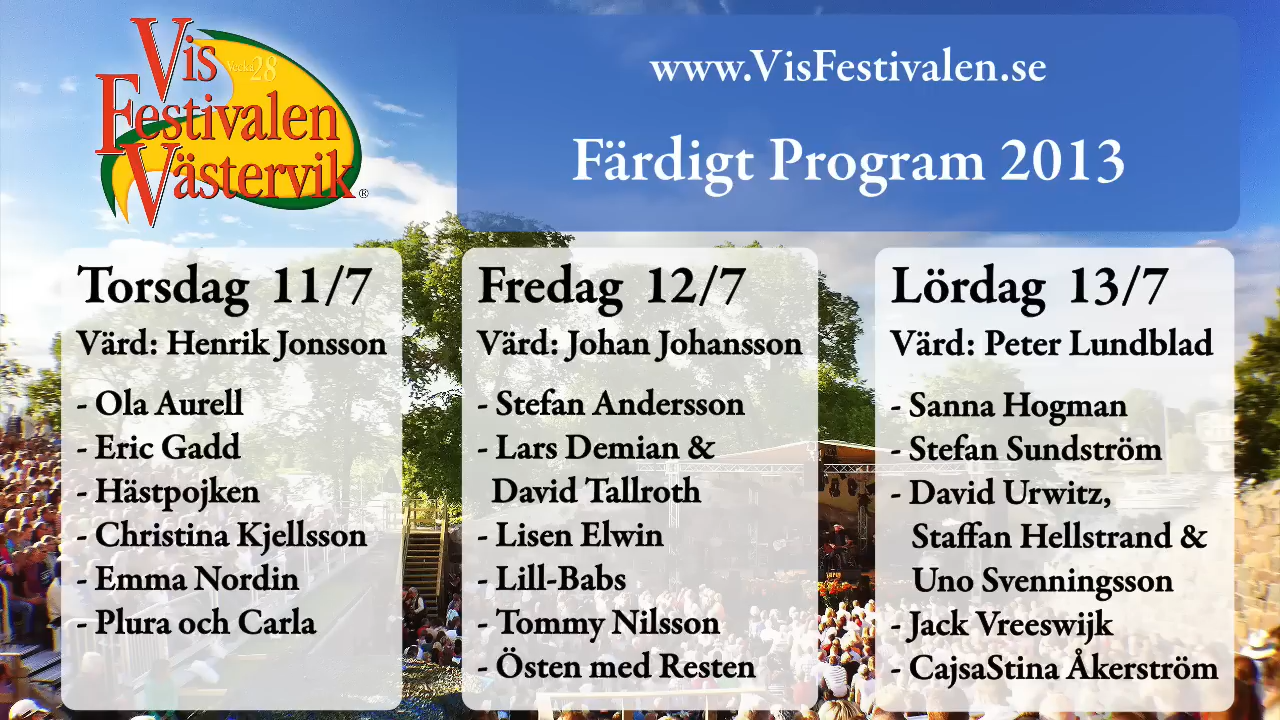 Vis
Vecka 28
Festivalen
Västervik®
www.VisFestivalen.se
Färdigt Program 2013
Torsdag 11/7
Värd: Henrik Jonsson
- Ola Aurell
- Eric Gadd
- Hästpojken
- Christina Kjellsson
- Emma Nordin
- Plura och Carla
Fredag 12/7
Värd: Johan Johansson
- Stefan Andersson
- Lars Demian &
David Tallroth
- Lisen Elwin
- Lill-Babs
- Tommy Nilsson
- Östen med Resten
Lördag 13/7
Värd: Peter Lundblad
- Sanna Hogman
- Stefan Sundström
- David Urwitz,
Staffan Hellstrand &
Uno Svenningsson
- Jack Vreeswijk
- CajsaStina Åkerström